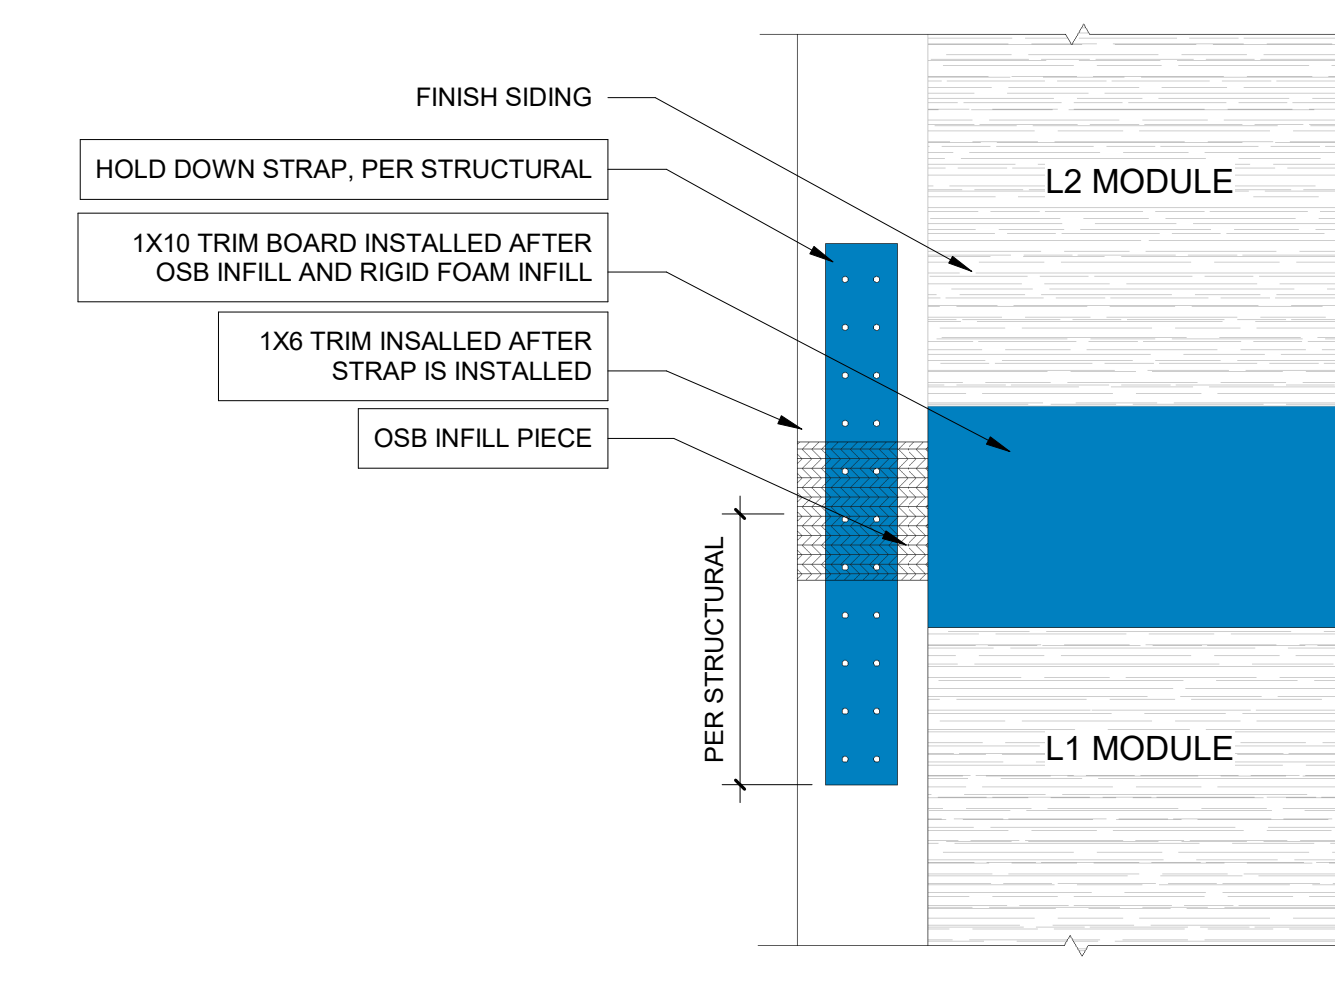 FINISH SIDING
HOLD DOWN STRAP, PER STRUCTURAL
1X10 TRIM BOARD INSTALLED AFTER
OSB INFILL AND RIGID FOAM INFILL
1X6 TRIM INSALLED AFTER
STRAP IS INSTALLED
OSB INFILL PIECE
PER STRUCTURAL
L2 MODULE
L1 MODULE